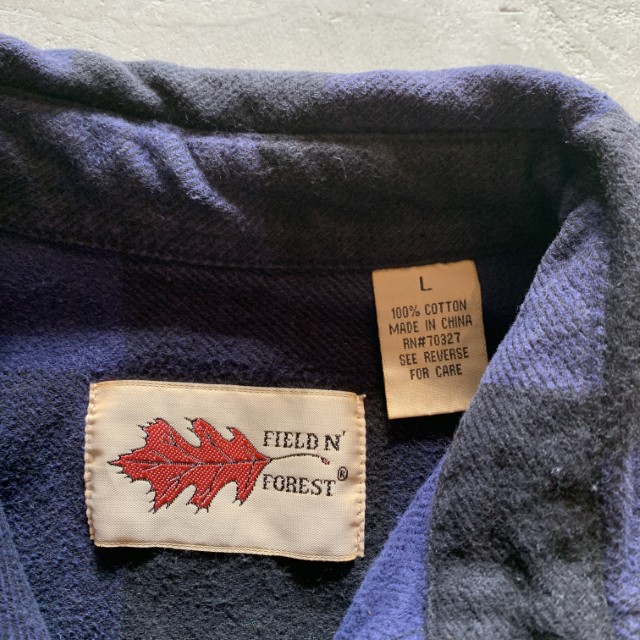 L
100% COTTON
MADE IN CHINA
RN#70327
SEE REVERSE
FOR CARE
FIELD N'
FOREST®